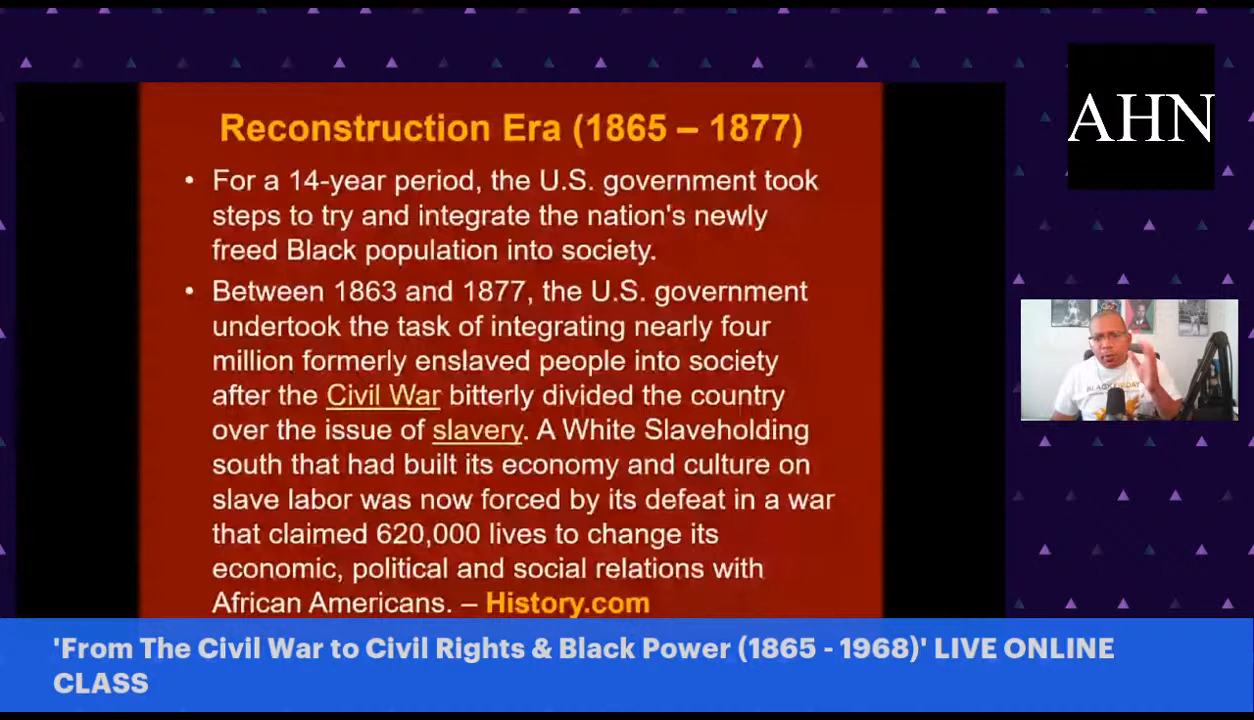 Reconstruction Era (1865 – 1877)
• For a 14-year period, the U.S. government took
steps to try and integrate the nation's newly
freed Black population into society.
• Between 1863 and 1877, the U.S. government
undertook the task of integrating nearly four
million formerly enslaved people into society
after the Civil War bitterly divided the country
over the issue of slavery. A White Slaveholding
south that had built its economy and culture on
slave labor was now forced by its defeat in a war
that claimed 620,000 lives to change its
economic, political and social relations with
African Americans. – History.com
AHN
'From The Civil War to Civil Rights & Black Power (1865 - 1968)' LIVE ONLINE
CLASS